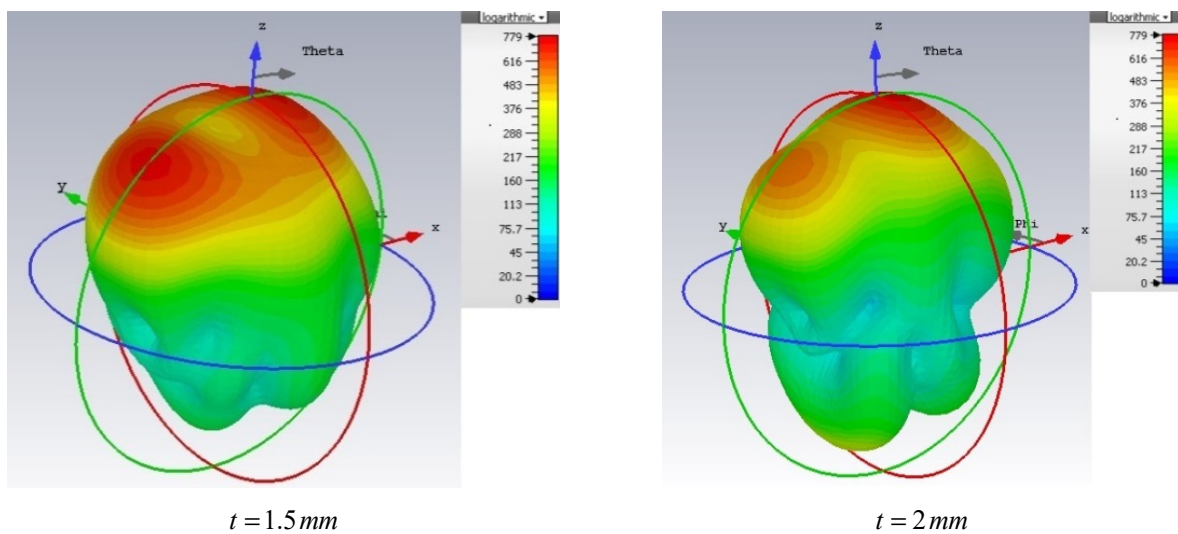 logarithmic
z
Theta
y
x
779
616
483
376
288
217
160
113
75.7
45
20.2
0
t = 1.5 mm
logarithmic
z
Theta
y
Phi
x
779
616
483
376
288
217
160
113
75.7
45
20.2
0
t = 2 mm